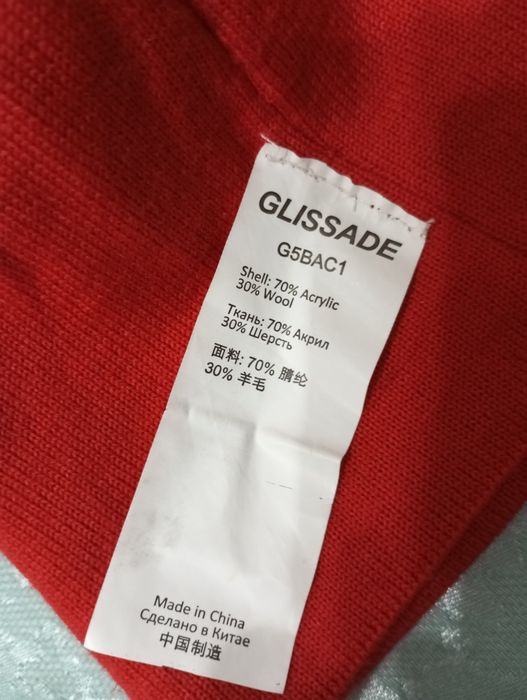 GLISSADE
G5BAC1
Shell: 70% Acrylic
30% Wool
Ткань: 70% Акрил
30% Шерсть
面料: 70% 腈纶
30% 羊毛
Made in China
Сделано в Китае
中国制造